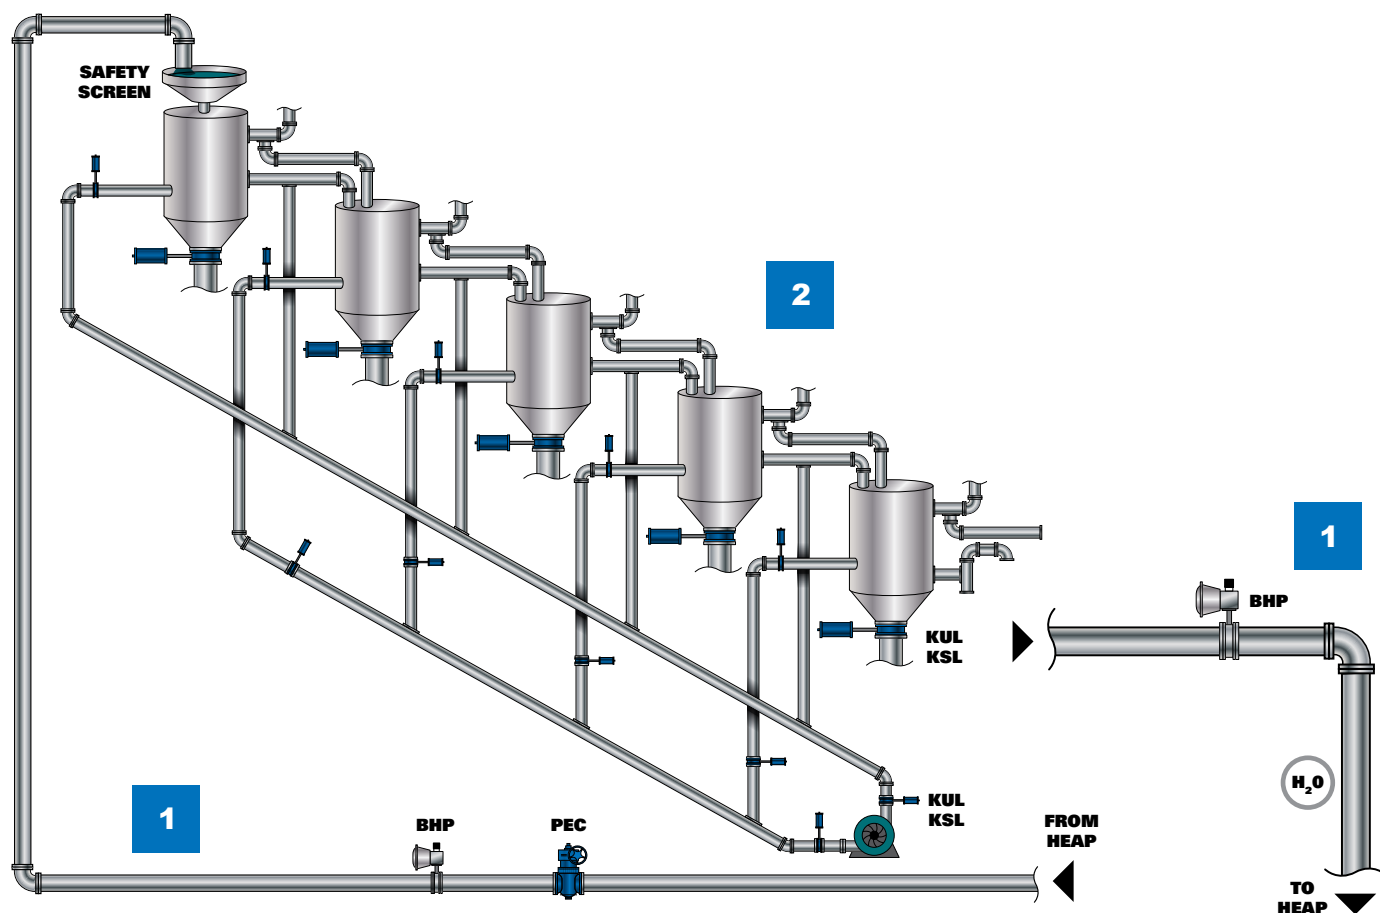 SAFETY
SCREEN
2
1
BHP
KUL
KSL
H2O
1
BHP
PEC
KUL
KSL
FROM
HEAP
TO
HEAP